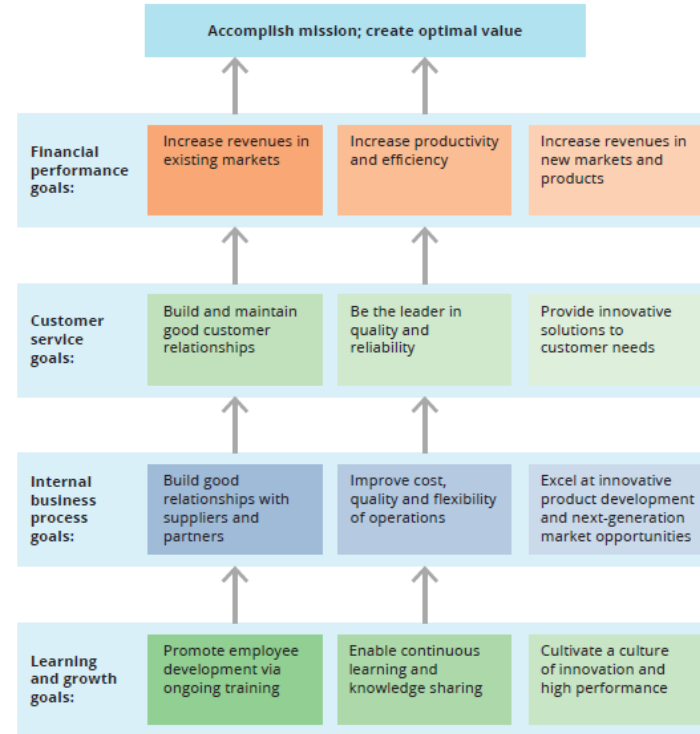 Accomplish mission; create optimal value
Financial
performance
goals:
Increase revenues in
existing markets
Increase productivity
and efficiency
Increase revenues in
new markets and
products
Customer
service
goals:
Build and maintain
good customer
relationships
Be the leader in
quality and
reliability
Provide innovative
solutions to
customer needs
Internal
business
process
goals:
Build good
relationships with
suppliers and
partners
Improve cost,
quality and flexibility
of operations
Excel at innovative
product development
and next-generation
market opportunities
Learning
and growth
goals:
Promote employee
development via
ongoing training
Enable continuous
learning and
knowledge sharing
Cultivate a culture
of innovation and
high performance